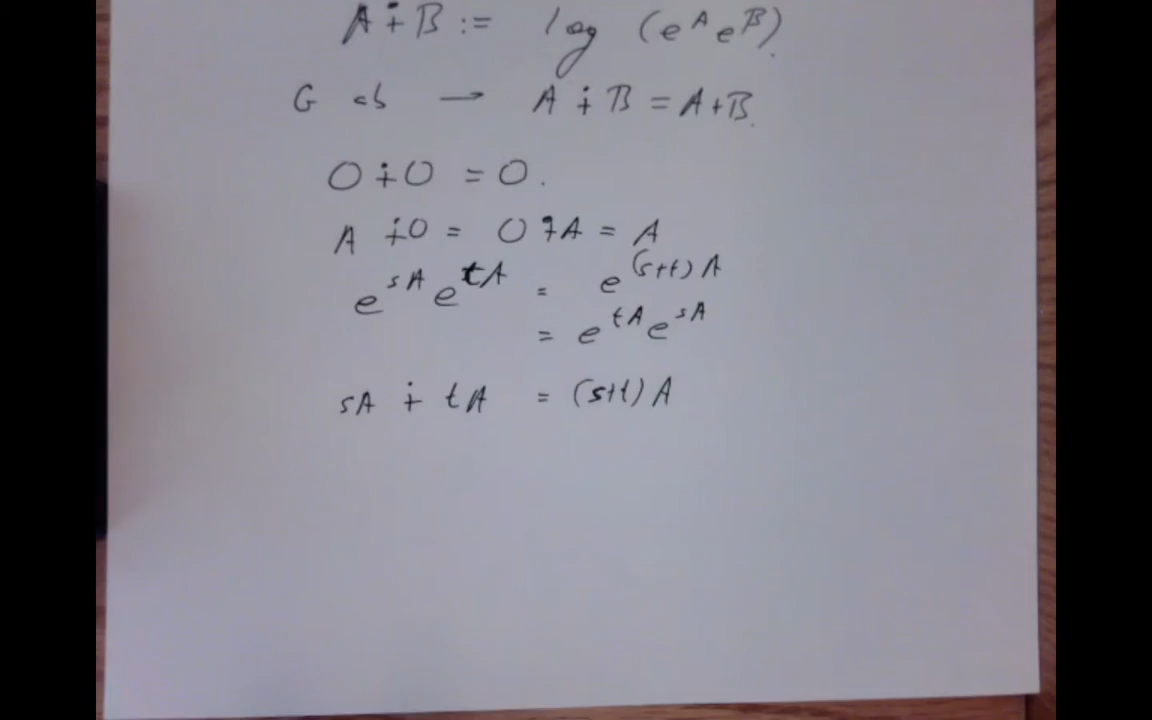 A ∔ B := log (e^A e^B).
G ab → A ∔ B = A + B.
0 ∔ 0 = 0.
A ∔ 0 = 0 ∔ A = A
e^{sA} e^{tA} = e^{(s+t)A}
= e^{tA} e^{sA}
sA ∔ tA = (s+t) A